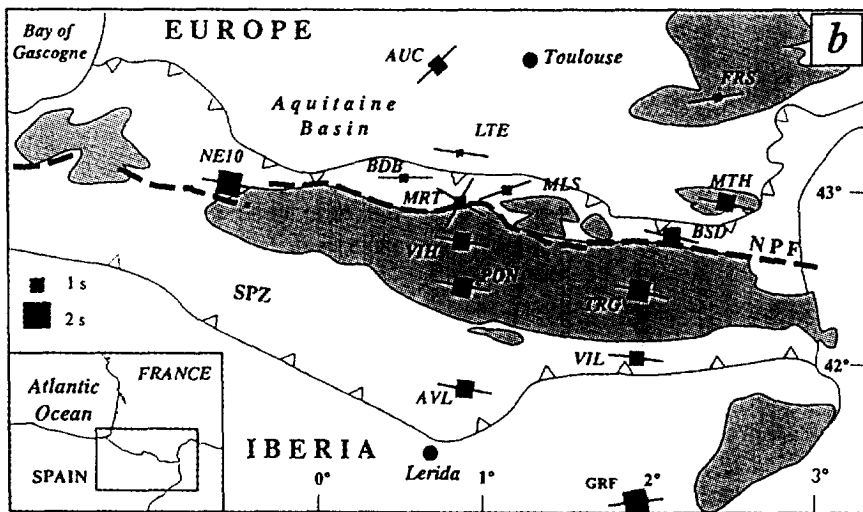 Bay of
Gascogne
EUROPE
b
AUC
Toulouse
FRS
Aquitaine
Basin
LTE
NE10
BDB
MLS
MTH
43°
MRT
BSD
NPF
VIH
PON
TRG
SPZ
1 s
2 s
VIL
42°
AVL
FRANCE
Atlantic
Ocean
SPAIN
IBERIA
Lerida
0°
1°
GRF
2°
3°